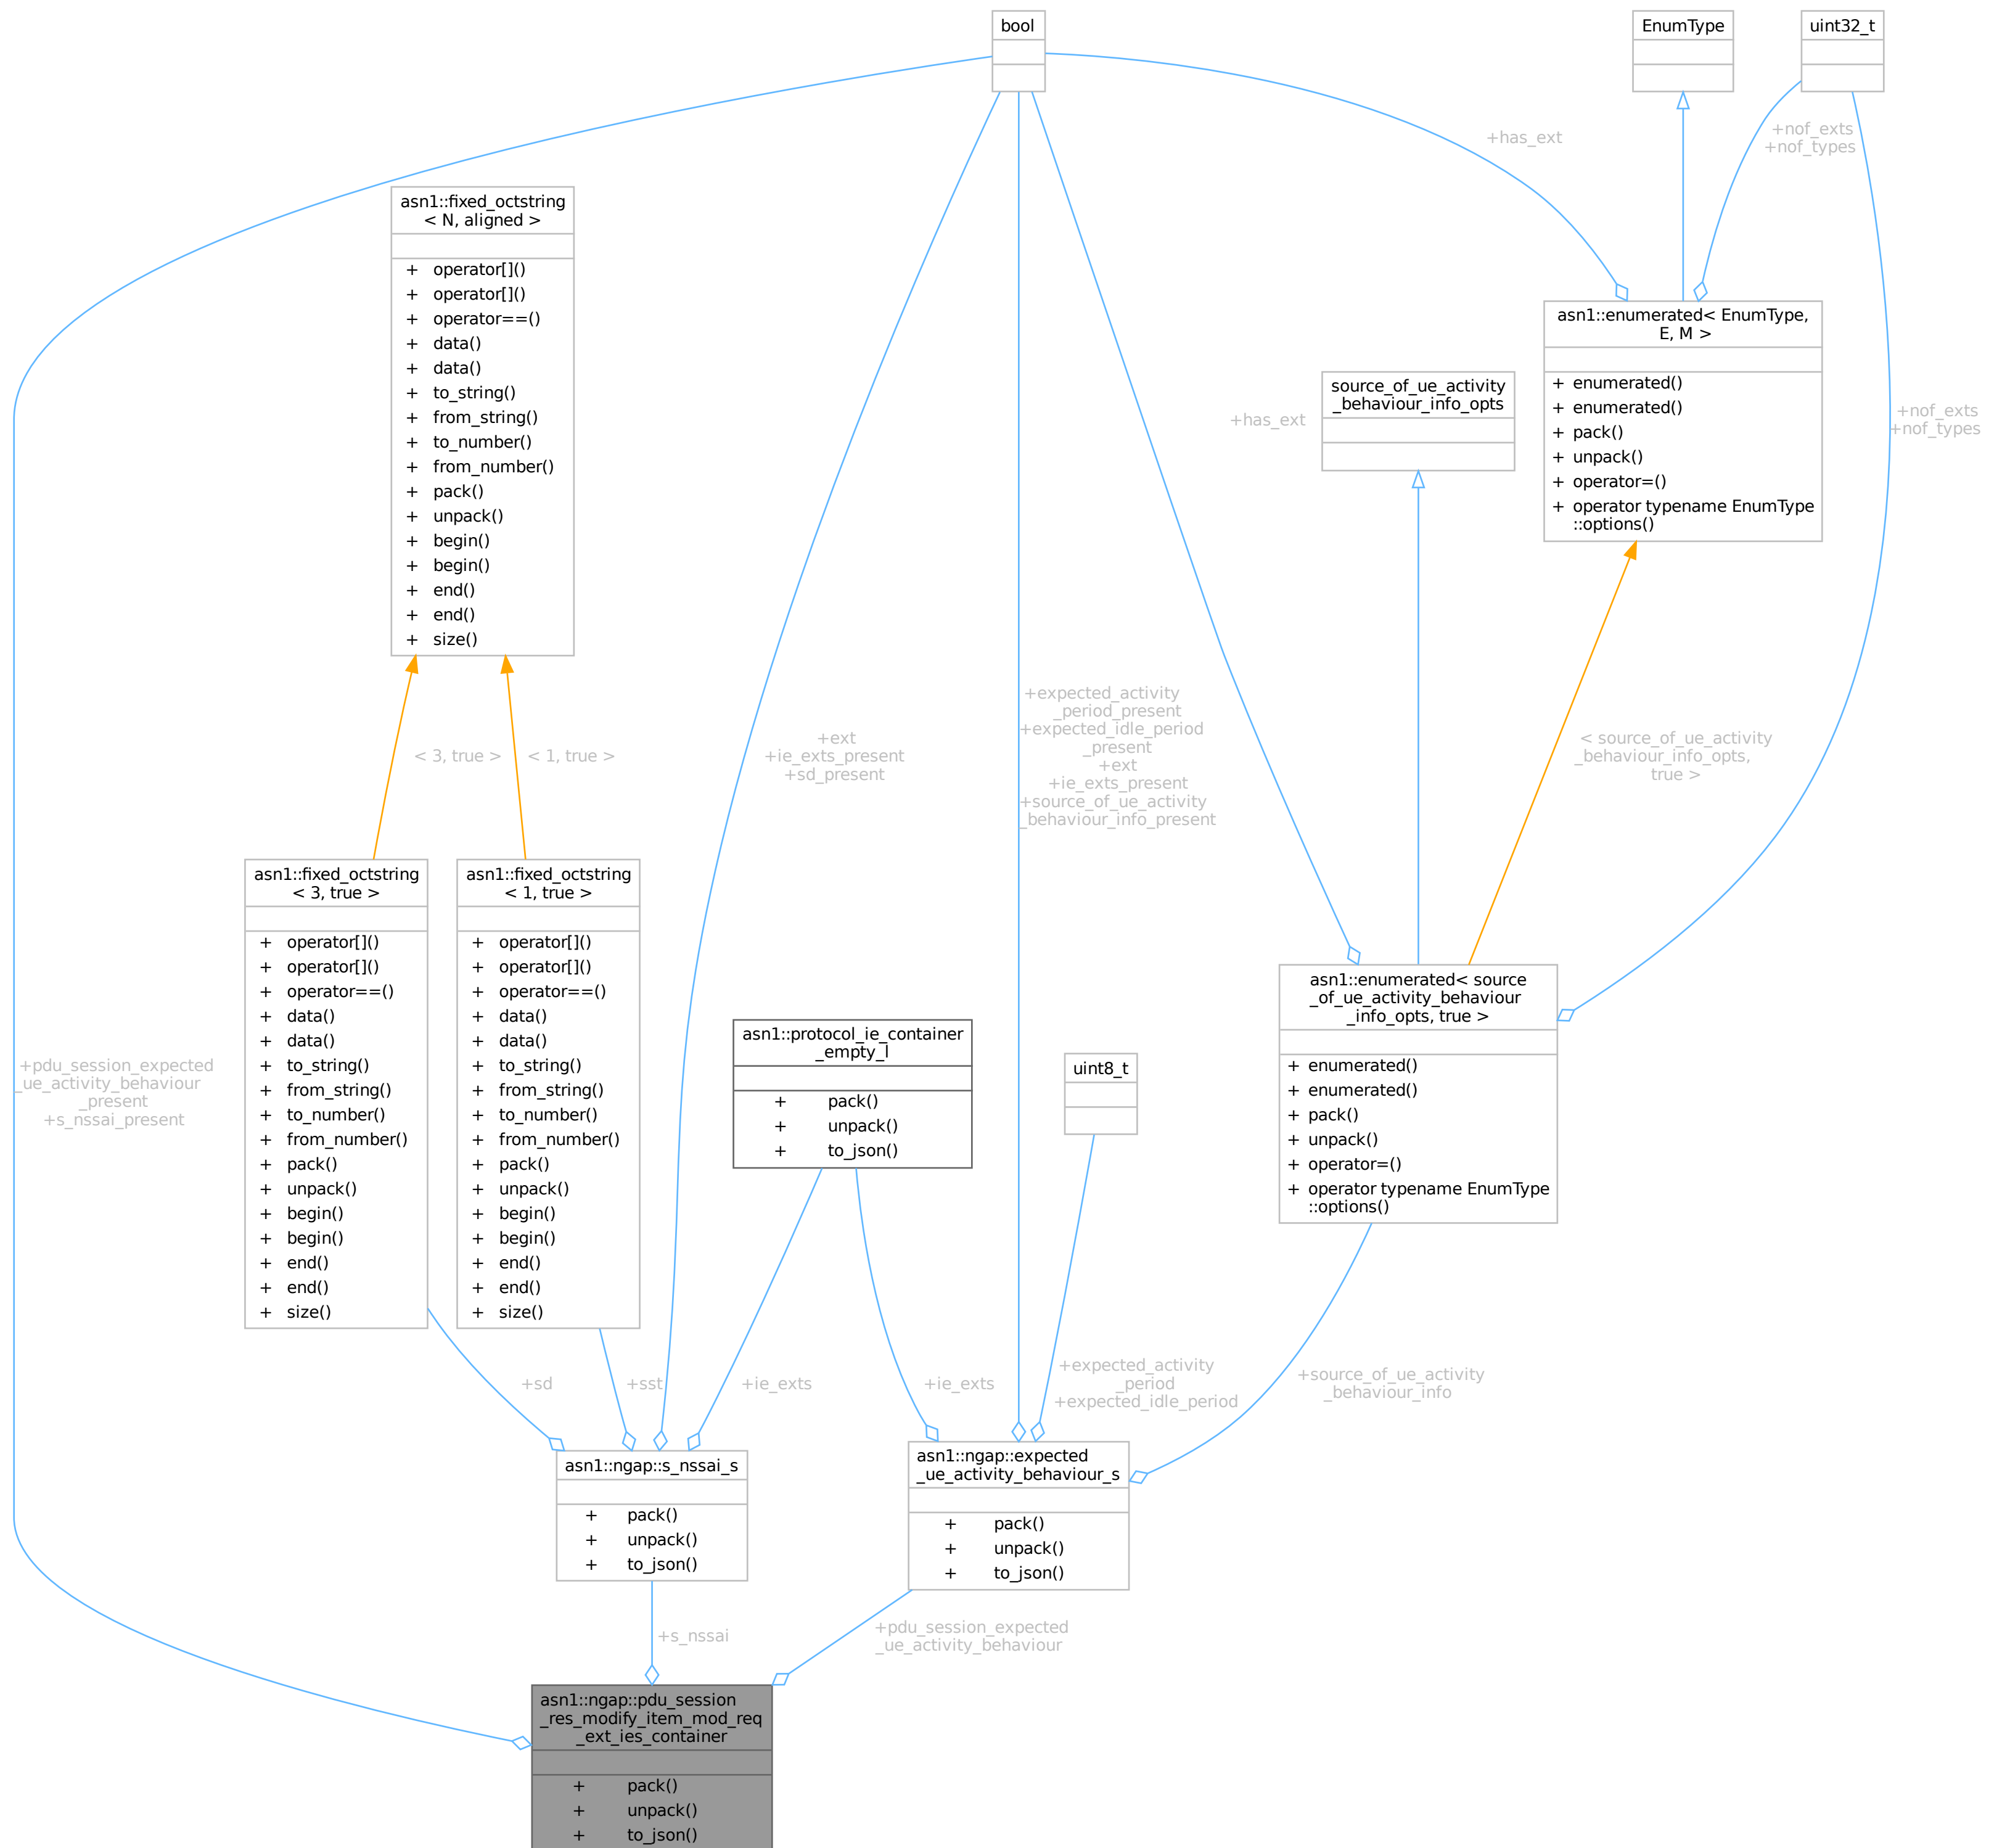 bool
EnumType
uint32_t
+has_ext
+nof_exts
+nof_types
asn1::fixed_octstring
< N, aligned >
+ operator[]()
+ operator[]()
+ operator==()
+ data()
+ data()
+ to_string()
+ from_string()
+ to_number()
+ from_number()
+ pack()
+ unpack()
+ begin()
+ begin()
+ end()
+ end()
+ size()
asn1::enumerated< EnumType,
E, M >
+ enumerated()
+ enumerated()
+ pack()
+ unpack()
+ operator=()
+ operator typename EnumType
::options()
source_of_ue_activity
_behaviour_info_opts
+has_ext
+nof_exts
+nof_types
< 3, true >
< 1, true >
+ext
+ie_exts_present
+sd_present
+expected_activity
_period_present
+expected_idle_period
_present
+ext
+ie_exts_present
+source_of_ue_activity
_behaviour_info_present
< source_of_ue_activity
_behaviour_info_opts,
true >
asn1::fixed_octstring
< 3, true >
+ operator[]()
+ operator[]()
+ operator==()
+ data()
+ data()
+ to_string()
+ from_string()
+ to_number()
+ from_number()
+ pack()
+ unpack()
+ begin()
+ begin()
+ end()
+ end()
+ size()
asn1::fixed_octstring
< 1, true >
+ operator[]()
+ operator[]()
+ operator==()
+ data()
+ data()
+ to_string()
+ from_string()
+ to_number()
+ from_number()
+ pack()
+ unpack()
+ begin()
+ begin()
+ end()
+ end()
+ size()
asn1::enumerated< source
_of_ue_activity_behaviour
_info_opts, true >
+ enumerated()
+ enumerated()
+ pack()
+ unpack()
+ operator=()
+ operator typename EnumType
::options()
asn1::protocol_ie_container
_empty_l
+ pack()
+ unpack()
+ to_json()
uint8_t
+pdu_session_expected
_ue_activity_behaviour
_present
+s_nssai_present
+sd
+sst
+ie_exts
+ie_exts
+expected_activity
_period
+expected_idle_period
+source_of_ue_activity
_behaviour_info
asn1::ngap::s_nssai_s
+ pack()
+ unpack()
+ to_json()
asn1::ngap::expected
_ue_activity_behaviour_s
+ pack()
+ unpack()
+ to_json()
+s_nssai
+pdu_session_expected
_ue_activity_behaviour
asn1::ngap::pdu_session
_res_modify_item_mod_req
_ext_ies_container
+ pack()
+ unpack()
+ to_json()